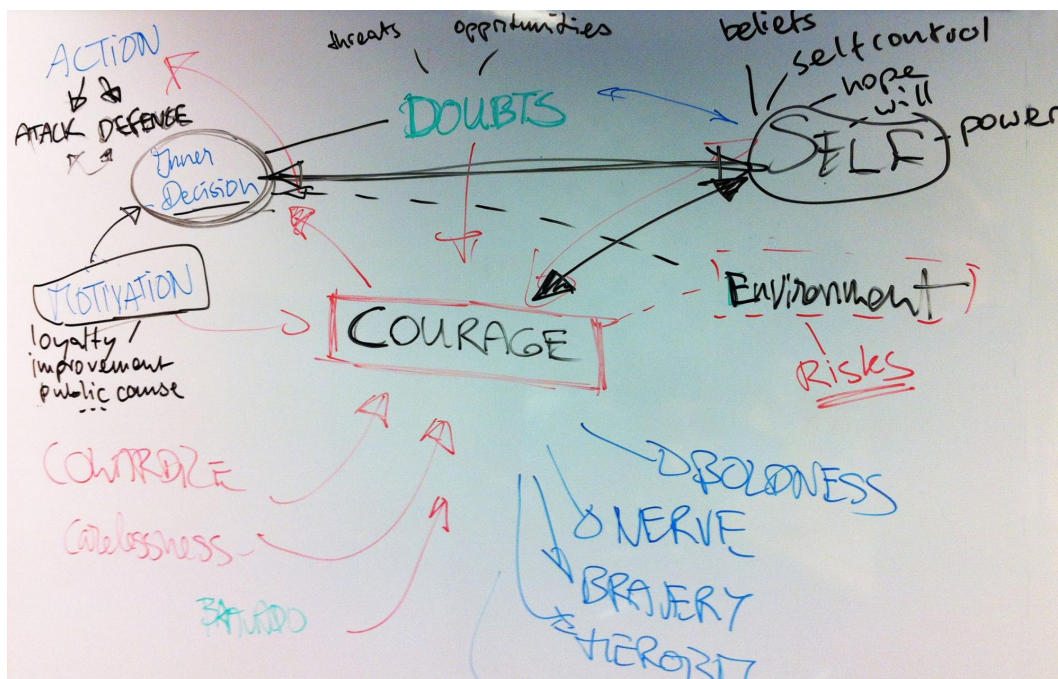 ACTION
ATACK DEFENSE
Inner
Decision
MOTIVATION
loyalty
improvement
public cause
threats opportunities
DOUBTS
beliefs
selfcontrol
hope
will
power
SELF
COURAGE
Environment
Risks
COWARDIZE
Carelessness
BOLDNESS
NERVE
BRAVERY